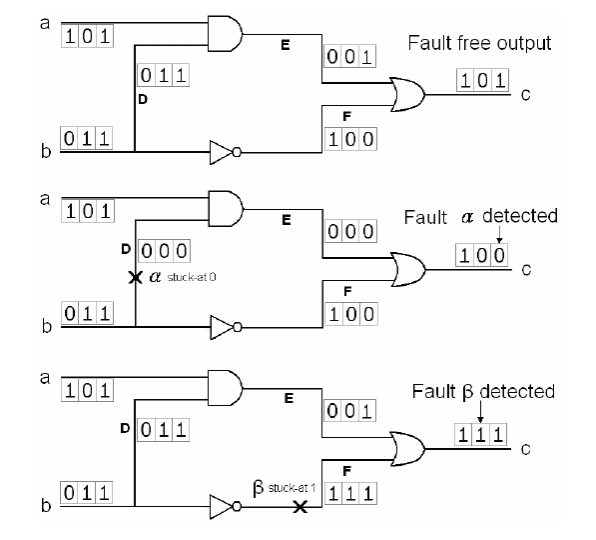 a
1 0 1
E
Fault free output
0 0 1
0 1 1
1 0 1
c
D
F
0 1 1
1 0 0
b
a
1 0 1
E
Fault α detected
0 0 0
D 0 0 0
1 0 0
c
α stuck-at 0
F
0 1 1
1 0 0
b
a
1 0 1
E
Fault β detected
0 0 1
D 0 1 1
1 1 1
c
F
β stuck-at 1
0 1 1
1 1 1
b